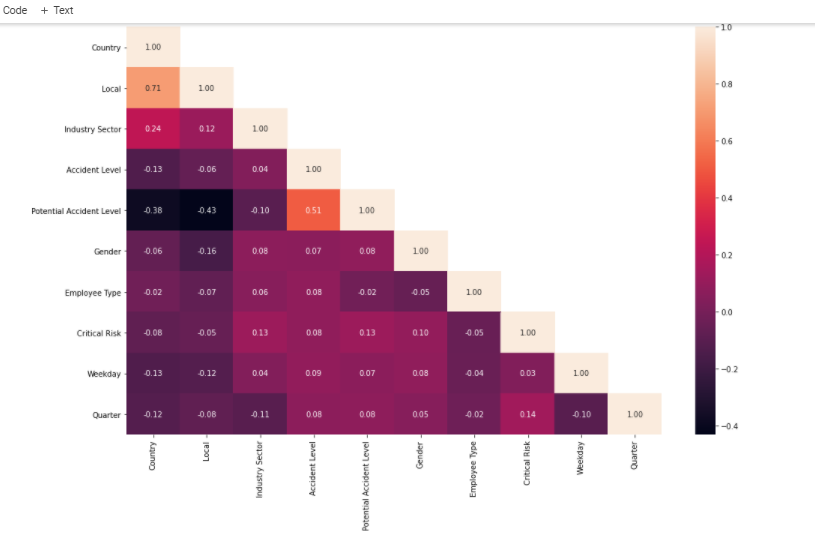 Code + Text
1.0
Country 1.00
Local 0.71 1.00
0.8
Industry Sector 0.24 0.12 1.00
0.6
Accident Level -0.13 -0.06 0.04 1.00
0.4
Potential Accident Level -0.38 -0.43 -0.10 0.51 1.00
Gender -0.06 -0.16 0.08 0.07 0.08 1.00
0.2
Employee Type -0.02 -0.07 0.06 0.08 -0.02 -0.05 1.00
0.0
Critical Risk -0.08 -0.05 0.13 0.08 0.13 0.10 -0.05 1.00
Weekday -0.13 -0.12 0.04 0.09 0.07 0.08 -0.04 0.03 1.00
-0.2
Quarter -0.12 -0.08 -0.11 0.08 0.08 0.05 -0.02 0.14 -0.10 1.00
-0.4
Country
Local
Industry Sector
Accident Level
Potential Accident Level
Gender
Employee Type
Critical Risk
Weekday
Quarter